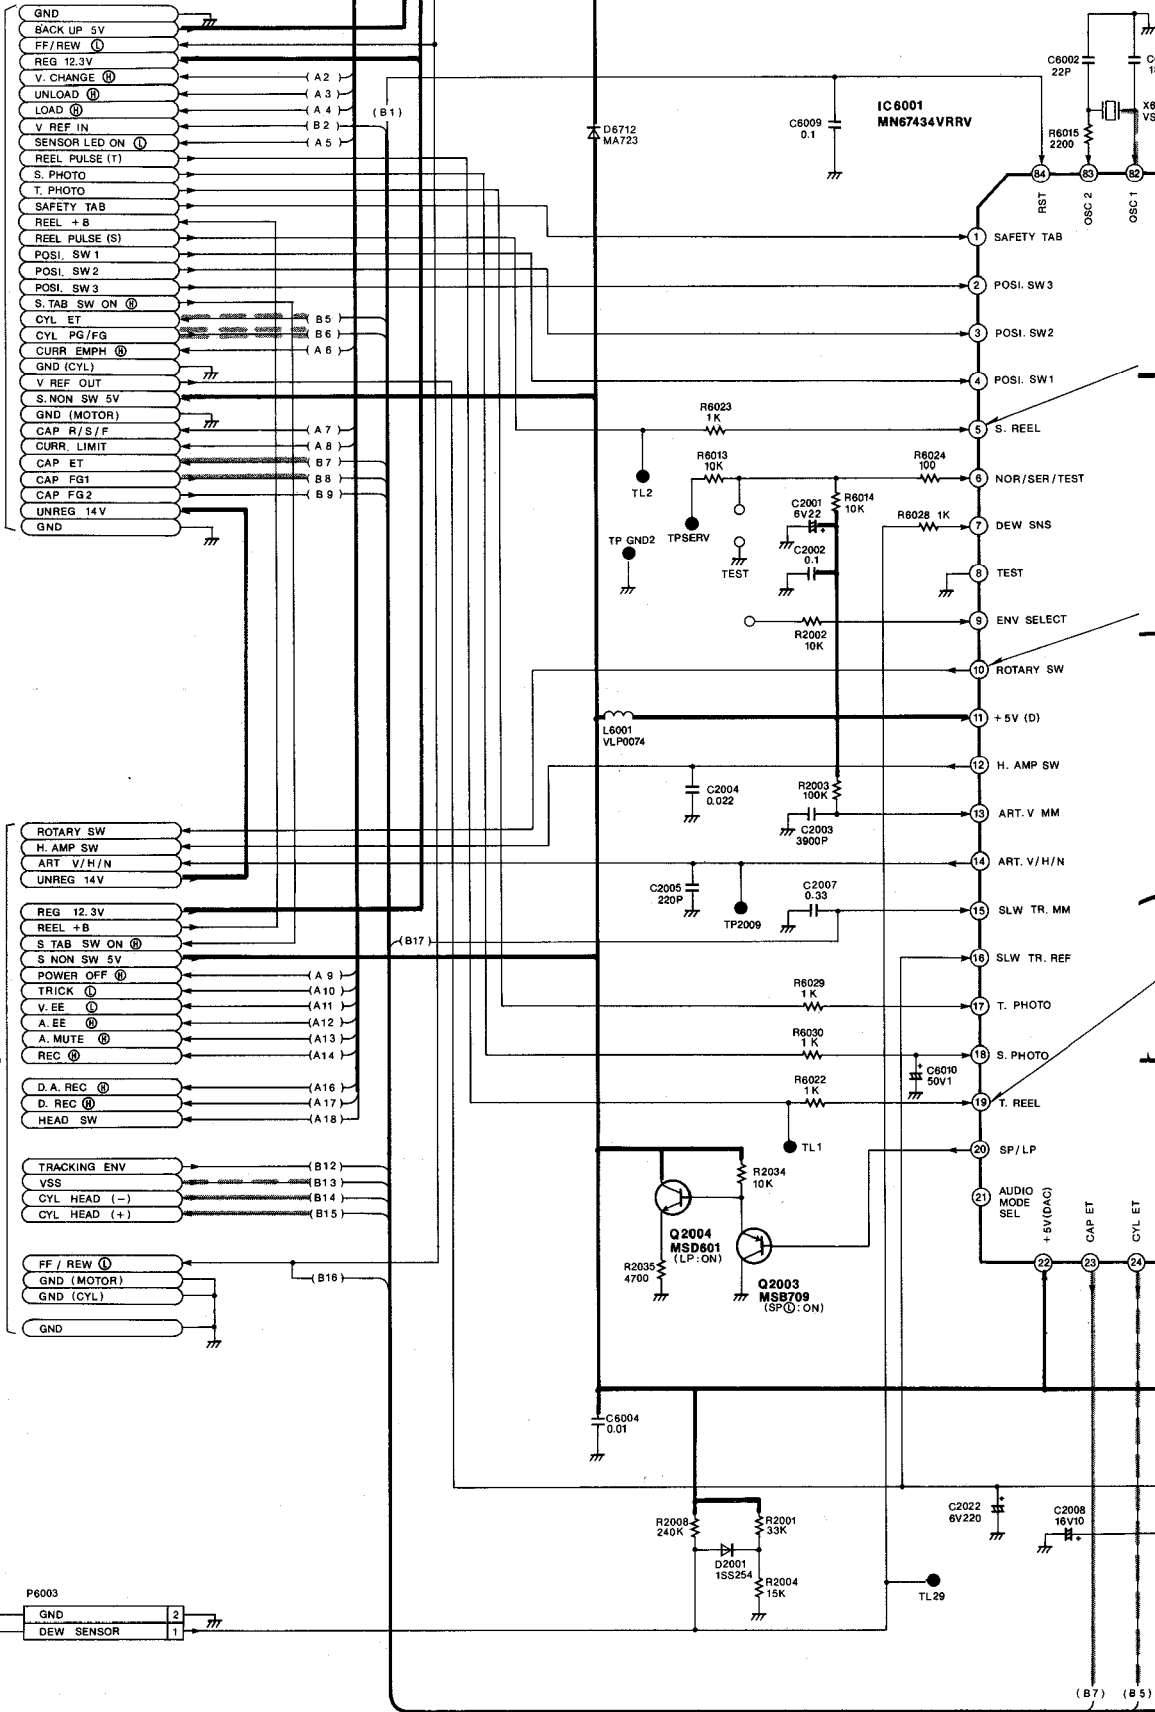 GND
BACK UP 5V
FF/REW Ⓛ
REG 12.3V
V. CHANGE Ⓗ (A2)
UNLOAD Ⓗ (A3)
LOAD Ⓗ (A4)
(B1)
V REF IN (B2)
SENSOR LED ON Ⓛ (A5)
REEL PULSE (T)
S. PHOTO
T. PHOTO
SAFETY TAB
REEL +B
REEL PULSE (S)
POSI. SW1
POSI. SW2
POSI. SW3
S. TAB SW ON Ⓗ
CYL ET (B5)
CYL PG/FG (B6)
CURR EMPH Ⓗ (A6)
GND (CYL)
V REF OUT
S.NON SW 5V
GND (MOTOR)
CAP R/S/F (A7)
CURR. LIMIT (A8)
CAP ET (B7)
CAP FG1 (B8)
CAP FG2 (B9)
UNREG 14V
GND
ROTARY SW
H. AMP SW
ART V/H/N
UNREG 14V
REG 12.3V
REEL +B
S TAB SW ON Ⓗ
(B17)
S NON SW 5V
POWER OFF Ⓗ (A9)
TRICK Ⓛ (A10)
V. EE Ⓛ (A11)
A. EE Ⓗ (A12)
A. MUTE Ⓗ (A13)
REC Ⓗ (A14)
D.A. REC Ⓗ (A16)
D. REC Ⓗ (A17)
HEAD SW (A18)
TRACKING ENV (B12)
VSS (B13)
CYL HEAD (-) (B14)
CYL HEAD (+) (B15)
FF / REW Ⓛ
GND (MOTOR) (B16)
GND (CYL)
GND
P6003
GND 2
DEW SENSOR 1
D6712
MA723
C6009
0.1
IC6001
MN67434VRRV
C6002
22P
R6015
2200
84 83 82
RST
OSC 2
OSC 1
1 SAFETY TAB
2 POSI. SW3
3 POSI. SW2
4 POSI. SW1
R6023
1K
5 S. REEL
TL2
R6013
10K
R6024
100
6 NOR/SER/TEST
TPSERV
C2001
6V22
+
R6014
10K
R6028 1K
7 DEW SNS
TP GND2
TEST
C2002
0.1
8 TEST
R2002
10K
9 ENV SELECT
10 ROTARY SW
L6001
VLP0074
11 +5V (D)
12 H. AMP SW
C2004
0.022
R2003
100K
C2003
3900P
13 ART. V MM
14 ART. V/H/N
C2005
220P
TP2009
C2007
0.33
15 SLW TR. MM
16 SLW TR. REF
R6029
1K
17 T. PHOTO
R6030
1K
18 S. PHOTO
+
C6010
50V1
R6022
1K
19 T. REEL
TL1
20 SP/LP
R2034
10K
21 AUDIO
MODE
SEL
Q2004
MSD601
(LP:ON)
R2035
4700
Q2003
MSB709
(SPⓁ:ON)
+5V(DAC)
CAP ET
CYL ET
22 23 24
C6004
0.01
C2022
6V220
+
C2008
16V10
+
R2008
240K
R2001
33K
D2001
1SS254
R2004
15K
TL29
(B7) (B5)